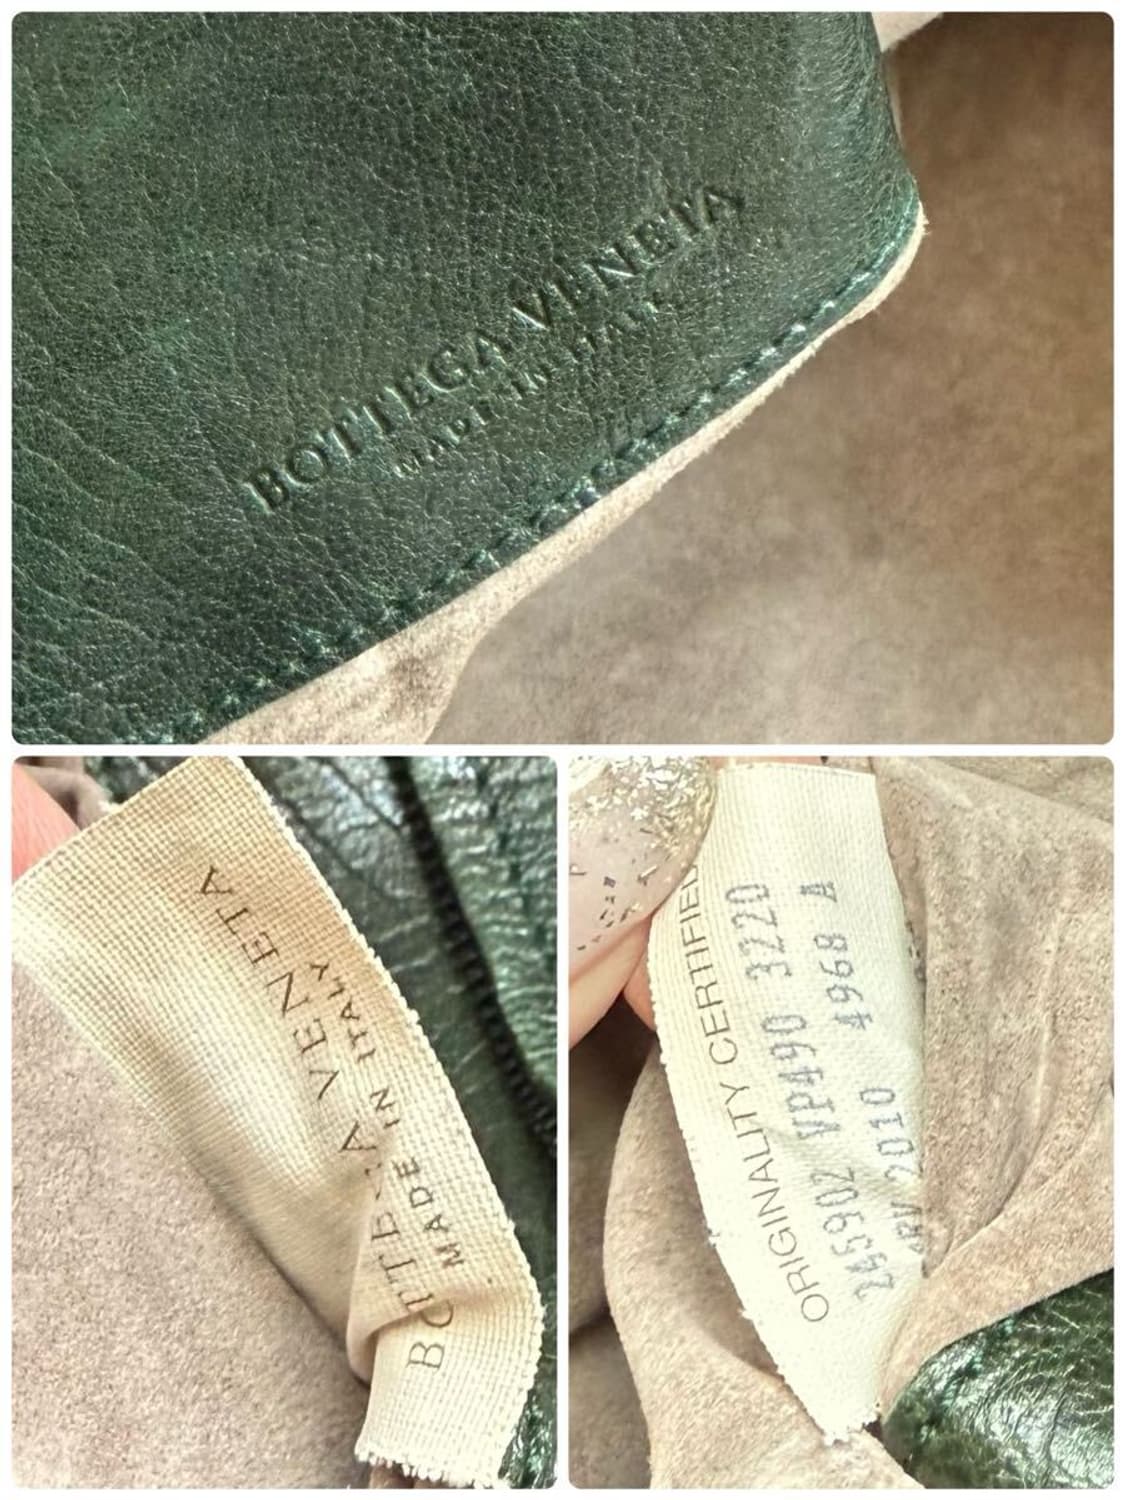 BOTTEGA VENETA
MADE IN ITALY
BOTTEGA VENETA
MADE IN ITALY
ORIGINALITY CERTIFIED
245902 VP490 3220
4968 A
2010